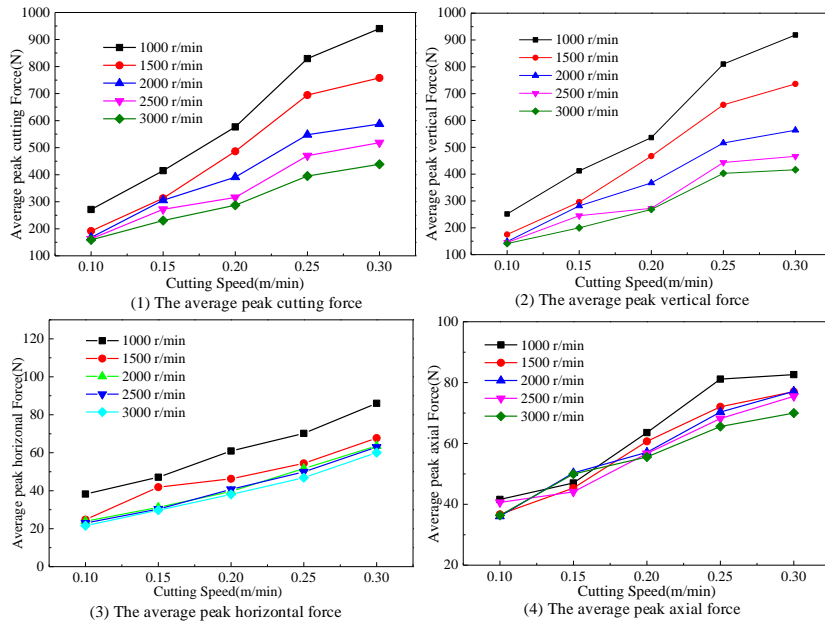 1000
900
800
700
600
500
400
300
200
100
0.10 0.15 0.20 0.25 0.30
Average peak cutting Force(N)
1000 r/min
1500 r/min
2000 r/min
2500 r/min
3000 r/min
Cutting Speed(m/min)
(1) The average peak cutting force
1000
900
800
700
600
500
400
300
200
100
0.10 0.15 0.20 0.25 0.30
Average peak vertical Force(N)
1000 r/min
1500 r/min
2000 r/min
2500 r/min
3000 r/min
Cutting Speed(m/min)
(2) The average peak vertical force
120
100
80
60
40
20
0
0.10 0.15 0.20 0.25 0.30
Average peak horizonal Force(N)
1000 r/min
1500 r/min
2000 r/min
2500 r/min
3000 r/min
Cutting Speed(m/min)
(3) The average peak horizontal force
100
80
60
40
20
0.10 0.15 0.20 0.25 0.30
Average peak axial Force(N)
1000 r/min
1500 r/min
2000 r/min
2500 r/min
3000 r/min
Cutting Speed(m/min)
(4) The average peak axial force